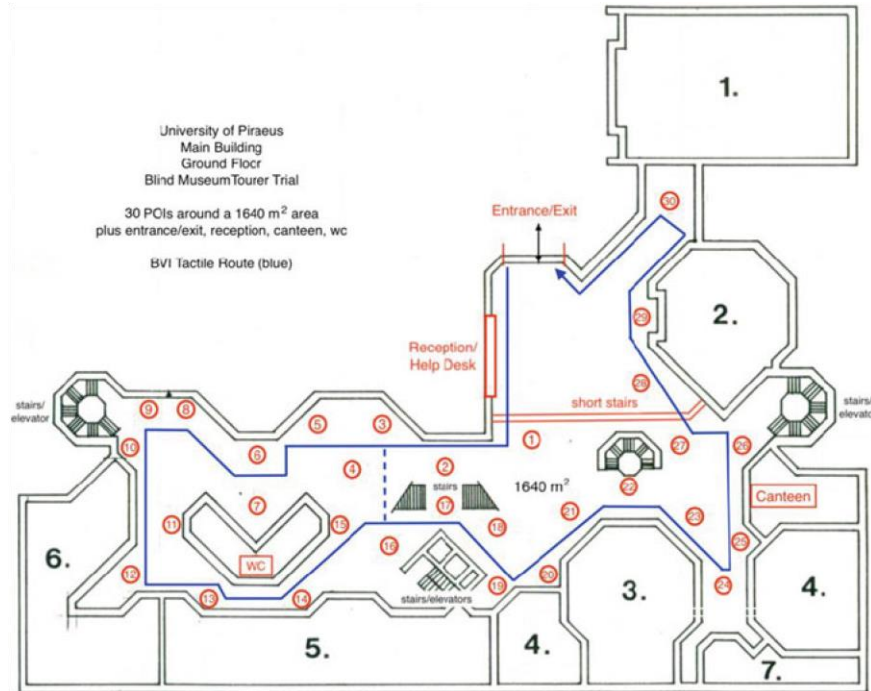 University of Piraeus
Main Building
Ground Floor
Blind MuseumTourer Trial
30 POIs around a 1640 m² area
plus entrance/exit, reception, canteen, wc
BVI Tactile Route (blue)
1.
30
Entrance/Exit
2.
29
Reception/
Help Desk
28
short stairs
stairs/
elevator
9
8
5
3
stairs/
elevator
10
6
4
2
1
27
26
stairs
1640 m²
22
Canteen
7
17
11
15
18
21
23
16
25
6.
WC
12
13
14
19
20
24
stairs/elevators
3.
4.
5.
4.
7.